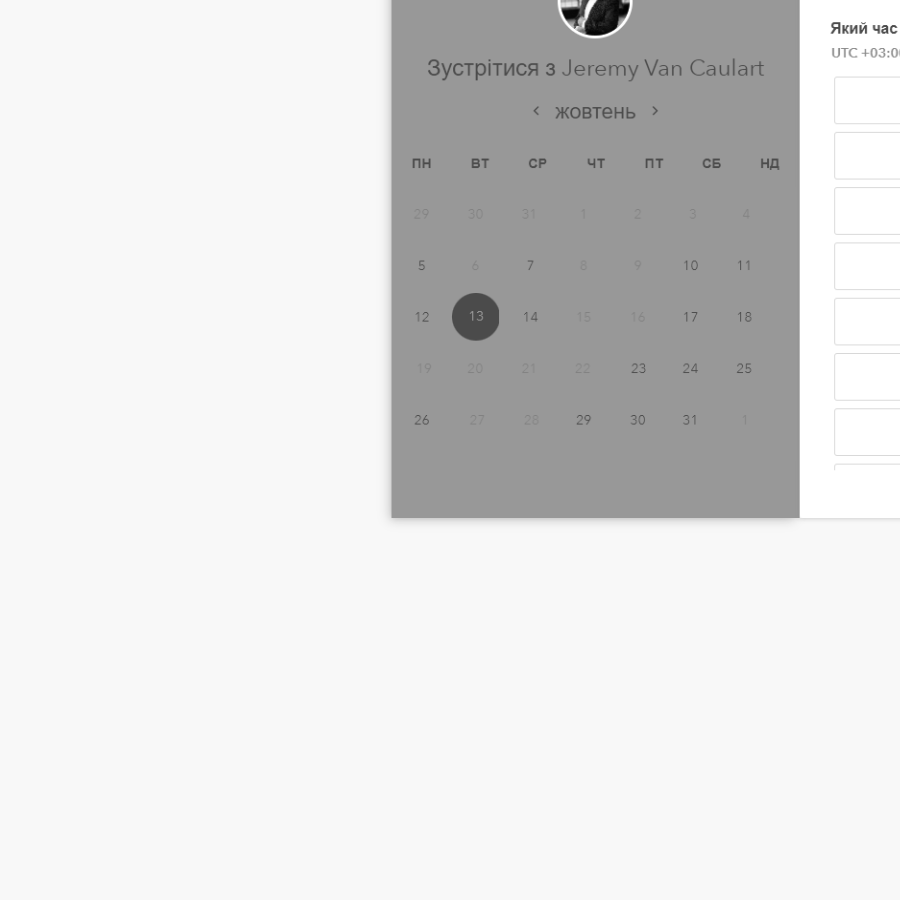 Зустрітися з Jeremy Van Caulart
жовтень
ПН ВТ СР ЧТ ПТ СБ НД
29 30 31 1 2 3 4
5 6 7 8 9 10 11
12 13 14 15 16 17 18
19 20 21 22 23 24 25
26 27 28 29 30 31 1
Який час
UTC +03:0